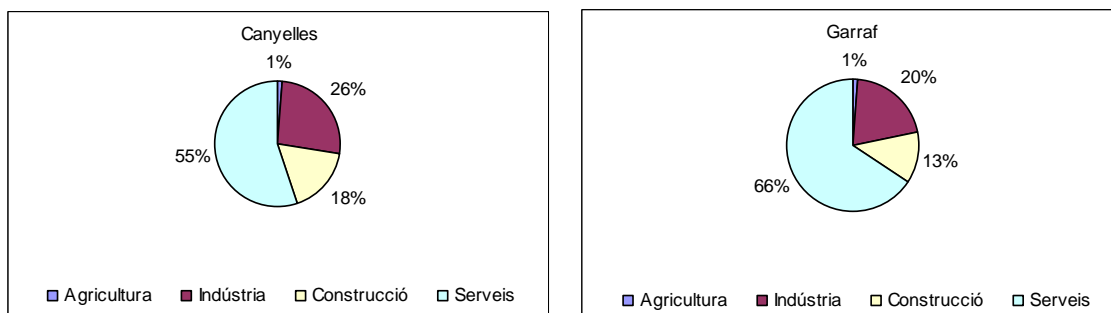 Canyelles
1%
26%
55%
18%
Agricultura Indústria Construcció Serveis
Garraf
1%
20%
13%
66%
Agricultura Indústria Construcció Serveis